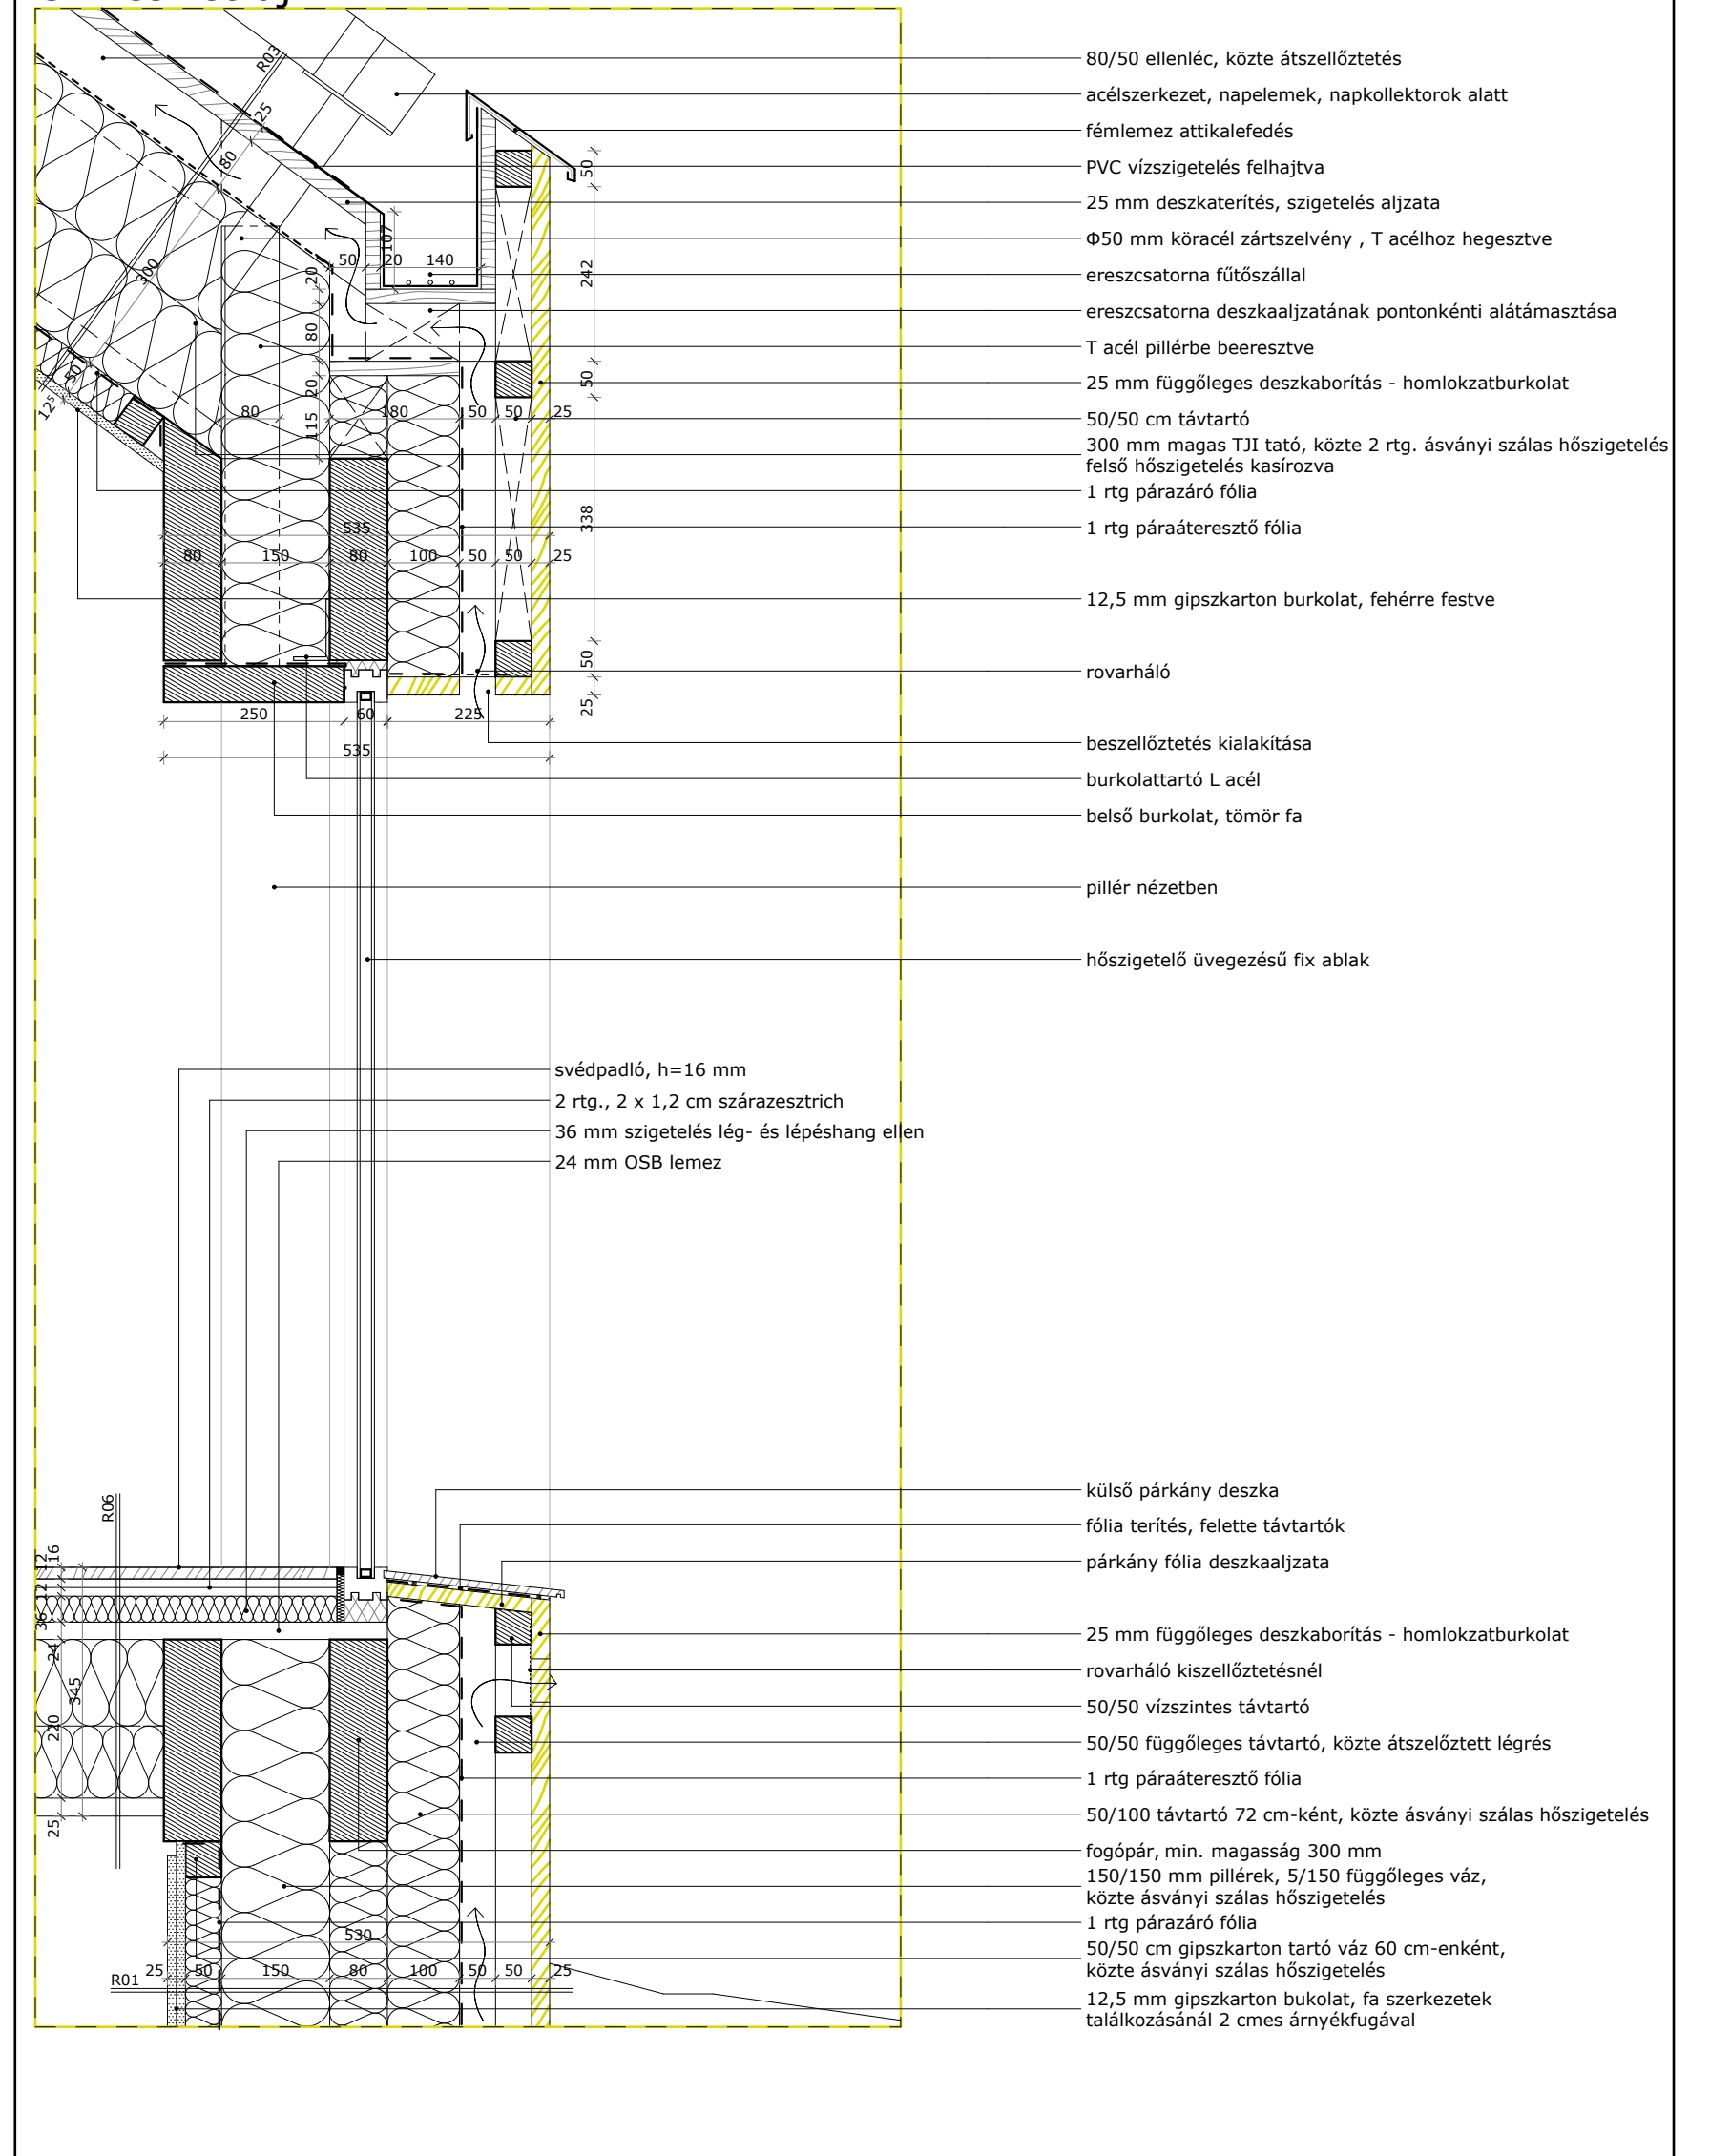 80/50 ellenléc, közte átszellőztetés
acélszerkezet, napelemek, napkollektorok alatt
fémlemez attikalefedés
PVC vízszigetelés felhajtva
25 mm deszkaterítés, szigetelés aljzata
Φ50 mm köracél zártszelvény , T acélhoz hegesztve
ereszcsatorna fűtőszállal
ereszcsatorna deszkaaljzatának pontonkénti alátámasztása
T acél pillérbe beeresztve
25 mm függőleges deszkaborítás - homlokzatburkolat
50/50 cm távtartó
300 mm magas TJI tató, közte 2 rtg. ásványi szálas hőszigetelés
felső hőszigetelés kasírozva
1 rtg párazáró fólia
1 rtg páraáteresztő fólia
12,5 mm gipszkarton burkolat, fehérre festve
rovarháló
beszellőztetés kialakítása
burkolattartó L acél
belső burkolat, tömör fa
pillér nézetben
hőszigetelő üvegezésű fix ablak
svédpadló, h=16 mm
2 rtg., 2 x 1,2 cm szárazesztrich
36 mm szigetelés lég- és lépéshang ellen
24 mm OSB lemez
külső párkány deszka
fólia terítés, felette távtartók
párkány fólia deszkaaljzata
25 mm függőleges deszkaborítás - homlokzatburkolat
rovarháló kiszellőztetésnél
50/50 vízszintes távtartó
50/50 függőleges távtartó, közte átszelőztett légrés
1 rtg páraáteresztő fólia
50/100 távtartó 72 cm-ként, közte ásványi szálas hőszigetelés
fogópár, min. magasság 300 mm
150/150 mm pillérek, 5/150 függőleges váz,
közte ásványi szálas hőszigetelés
1 rtg párazáró fólia
50/50 cm gipszkarton tartó váz 60 cm-enként,
közte ásványi szálas hőszigetelés
12,5 mm gipszkarton bukolat, fa szerkezetek
találkozásánál 2 cmes árnyékfugával
R03
25
80
300
50
12⁵
107
50 20 140
20
80
20
115
80 180 50 50 25
50
242
50
338
50
25
535
80 150 80 100 50 50 25
250 60 225
535
R06
16
12
12
36
24
345
220
25
530
25 50 150 80 100 50 50 25
R01